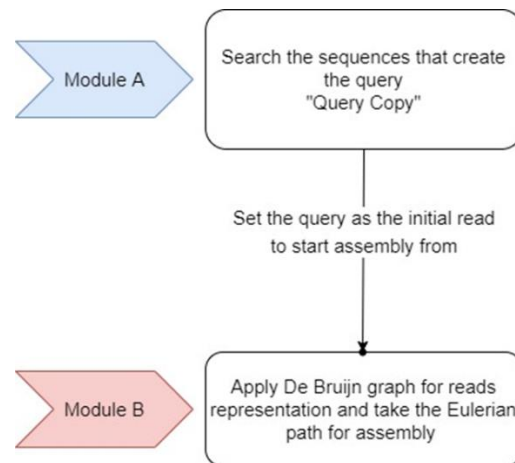 Module A
Search the sequences that create
the query
"Query Copy"
Set the query as the initial read
to start assembly from
Module B
Apply De Bruijn graph for reads
representation and take the Eulerian
path for assembly